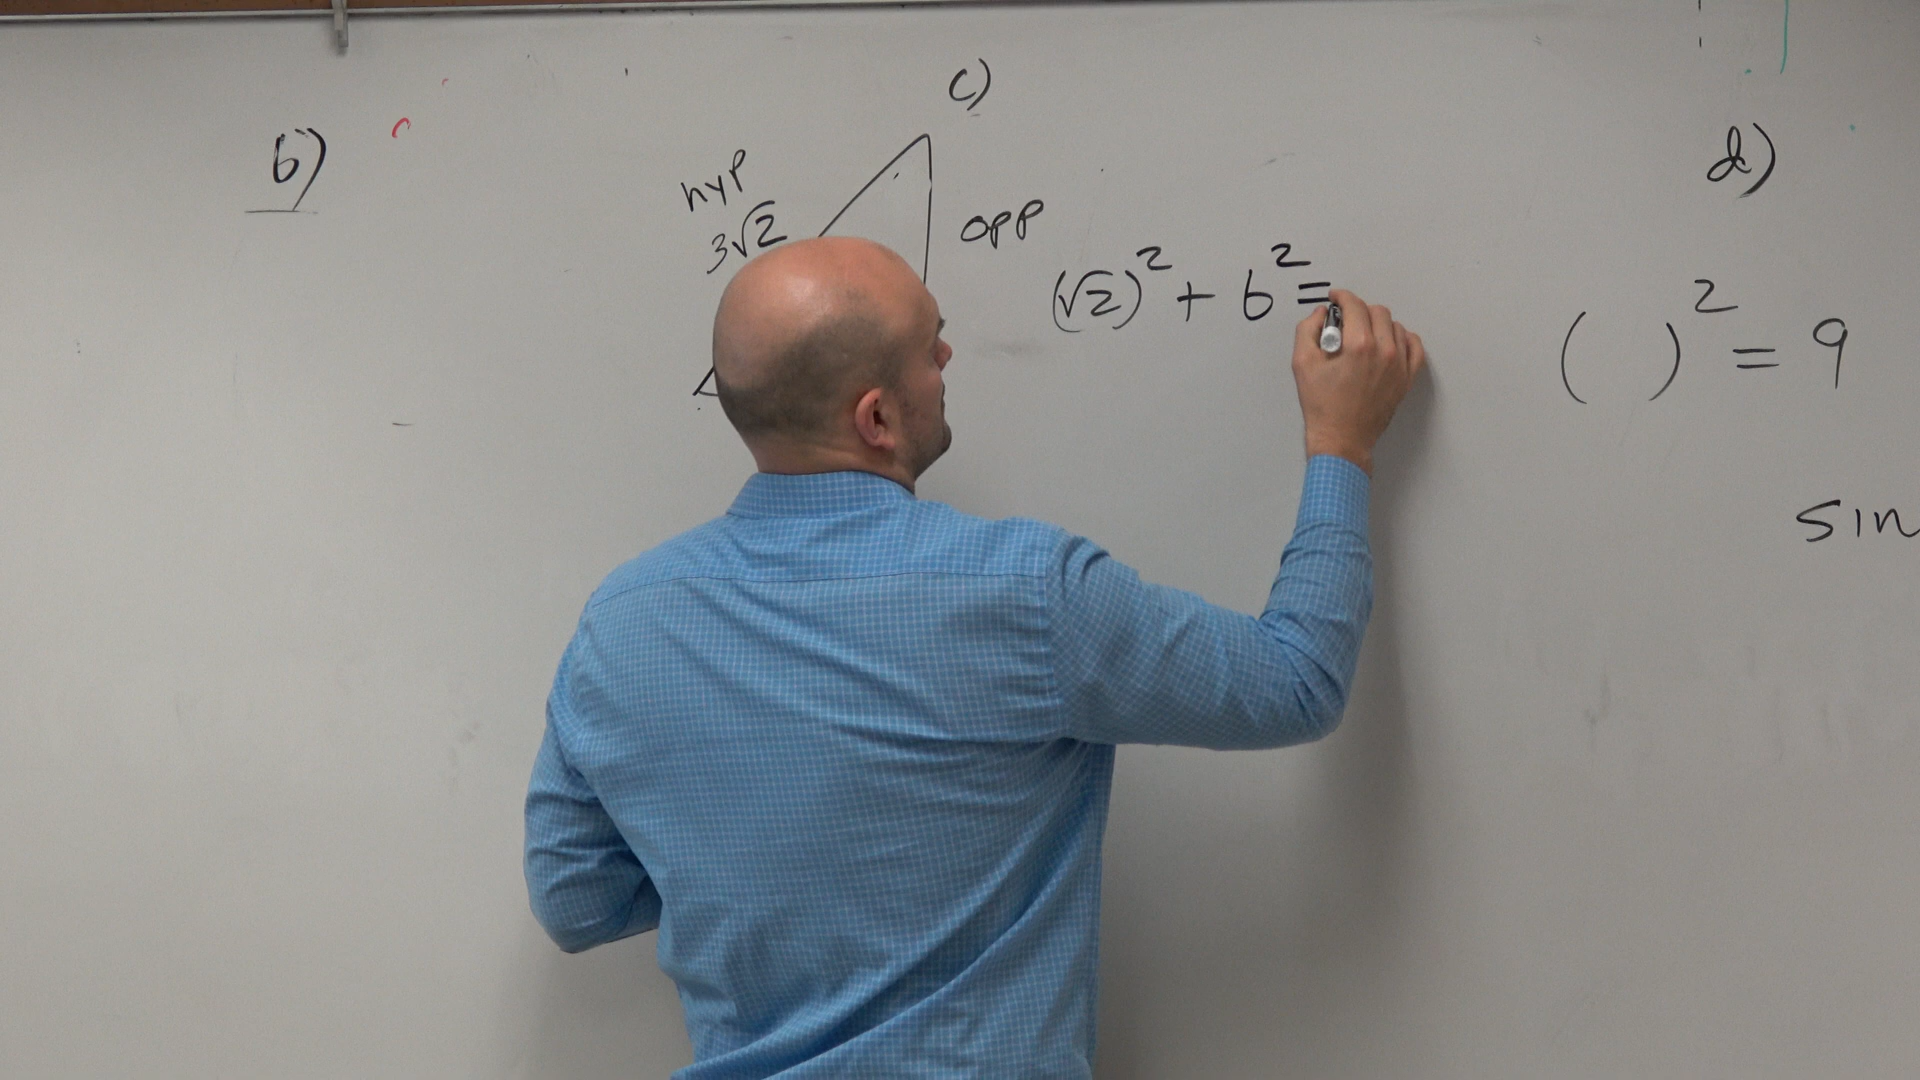 c)
b)
d)
hyp
3√2
opp
(√2)² + b² =
( )² = 9
sin